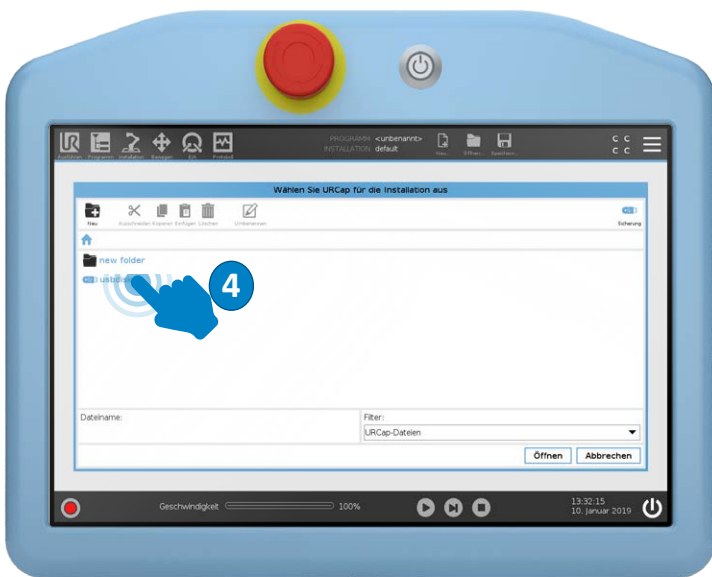 PROGRAMM <unbenannt>
INSTALLATION default
Ausführen Programm Installation Bewegen E/A Protokoll
Neu... Öffnen... Speichern...
C C
C C
Wählen Sie URCap für die Installation aus
Neu Ausschneiden Kopieren Einfügen Löschen Umbenennen Sicherung
new folder
4
Dateiname: Filter:
URCap-Dateien
Öffnen Abbrechen
Geschwindigkeit 100% 13:32:15
10. Januar 2019